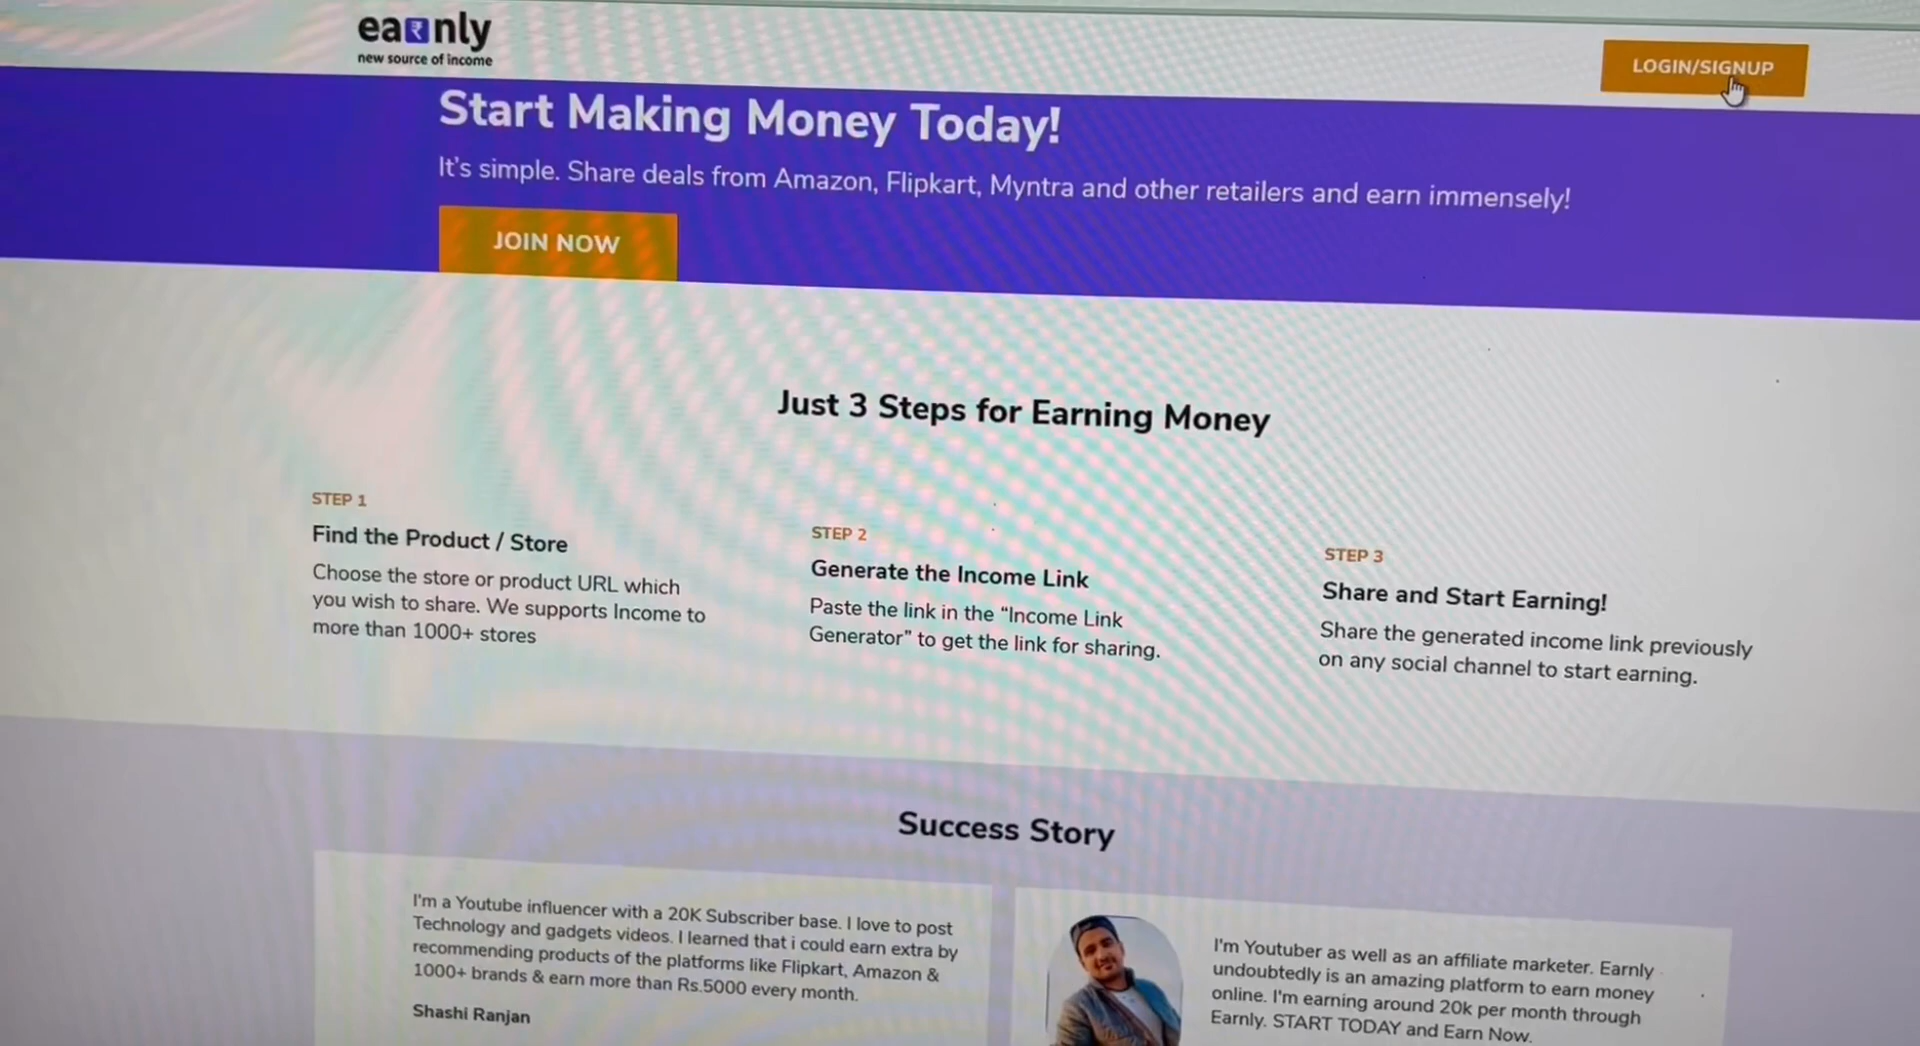 ea₹nly
new source of income
LOGIN/SIGNUP
Start Making Money Today!
It's simple. Share deals from Amazon, Flipkart, Myntra and other retailers and earn immensely!
JOIN NOW
Just 3 Steps for Earning Money
STEP 1
Find the Product / Store
Choose the store or product URL which
you wish to share. We supports Income to
more than 1000+ stores
STEP 2
Generate the Income Link
Paste the link in the “Income Link
Generator” to get the link for sharing.
STEP 3
Share and Start Earning!
Share the generated income link previously
on any social channel to start earning.
Success Story
I'm a Youtube influencer with a 20K Subscriber base. I love to post
Technology and gadgets videos. I learned that i could earn extra by
recommending products of the platforms like Flipkart, Amazon &
1000+ brands & earn more than Rs.5000 every month.
Shashi Ranjan
I'm Youtuber as well as an affiliate marketer. Earnly
undoubtedly is an amazing platform to earn money
online. I'm earning around 20k per month through
Earnly. START TODAY and Earn Now.